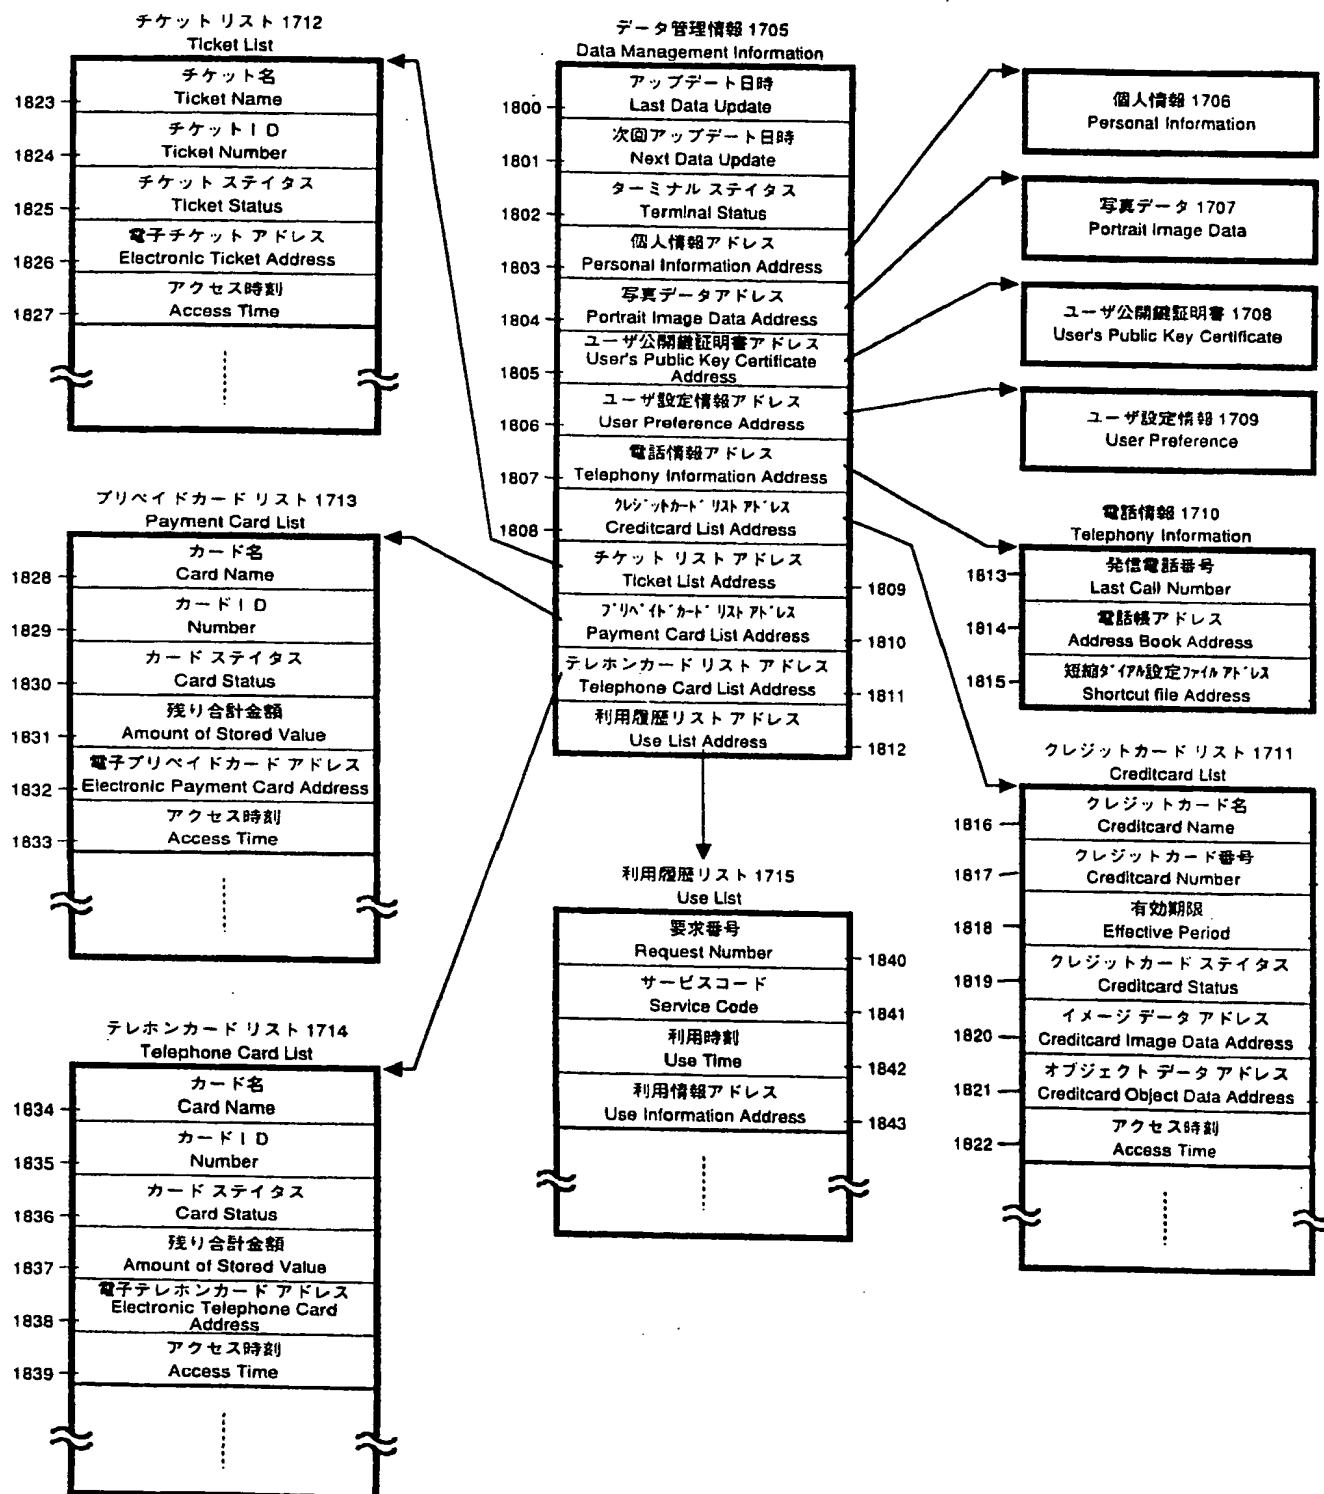 チケット リスト 1712
Ticket List
チケット名
Ticket Name
1823
チケットID
Ticket Number
1824
チケット ステイタス
Ticket Status
1825
電子チケット アドレス
Electronic Ticket Address
1826
アクセス時刻
Access Time
1827
プリペイドカード リスト 1713
Payment Card List
カード名
Card Name
1828
カードID
Number
1829
カード ステイタス
Card Status
1830
残り合計金額
Amount of Stored Value
1831
電子プリペイドカード アドレス
Electronic Payment Card Address
1832
アクセス時刻
Access Time
1833
テレホンカード リスト 1714
Telephone Card List
カード名
Card Name
1834
カードID
Number
1835
カード ステイタス
Card Status
1836
残り合計金額
Amount of Stored Value
1837
電子テレホンカード アドレス
Electronic Telephone Card
Address
1838
アクセス時刻
Access Time
1839
データ管理情報 1705
Data Management Information
アップデート日時
Last Data Update
1800
次回アップデート日時
Next Data Update
1801
ターミナル ステイタス
Terminal Status
1802
個人情報アドレス
Personal Information Address
1803
写真データアドレス
Portrait Image Data Address
1804
ユーザ公開鍵証明書アドレス
User's Public Key Certificate
Address
1805
ユーザ設定情報アドレス
User Preference Address
1806
電話情報アドレス
Telephony Information Address
1807
クレジットカード リスト アドレス
Creditcard List Address
1808
チケット リスト アドレス
Ticket List Address
1809
プリペイドカード リスト アドレス
Payment Card List Address
1810
テレホンカード リスト アドレス
Telephone Card List Address
1811
利用履歴リスト アドレス
Use List Address
1812
利用履歴リスト 1715
Use List
要求番号
Request Number
1840
サービスコード
Service Code
1841
利用時刻
Use Time
1842
利用情報アドレス
Use Information Address
1843
個人情報 1706
Personal Information
写真データ 1707
Portrait Image Data
ユーザ公開鍵証明書 1708
User's Public Key Certificate
ユーザ設定情報 1709
User Preference
電話情報 1710
Telephony Information
発信電話番号
Last Call Number
1813
電話帳アドレス
Address Book Address
1814
短縮ダイアル設定ファイル アドレス
Shortcut file Address
1815
クレジットカード リスト 1711
Creditcard List
クレジットカード名
Creditcard Name
1816
クレジットカード番号
Creditcard Number
1817
有効期限
Effective Period
1818
クレジットカード ステイタス
Creditcard Status
1819
イメージ データ アドレス
Creditcard Image Data Address
1820
オブジェクト データ アドレス
Creditcard Object Data Address
1821
アクセス時刻
Access Time
1822